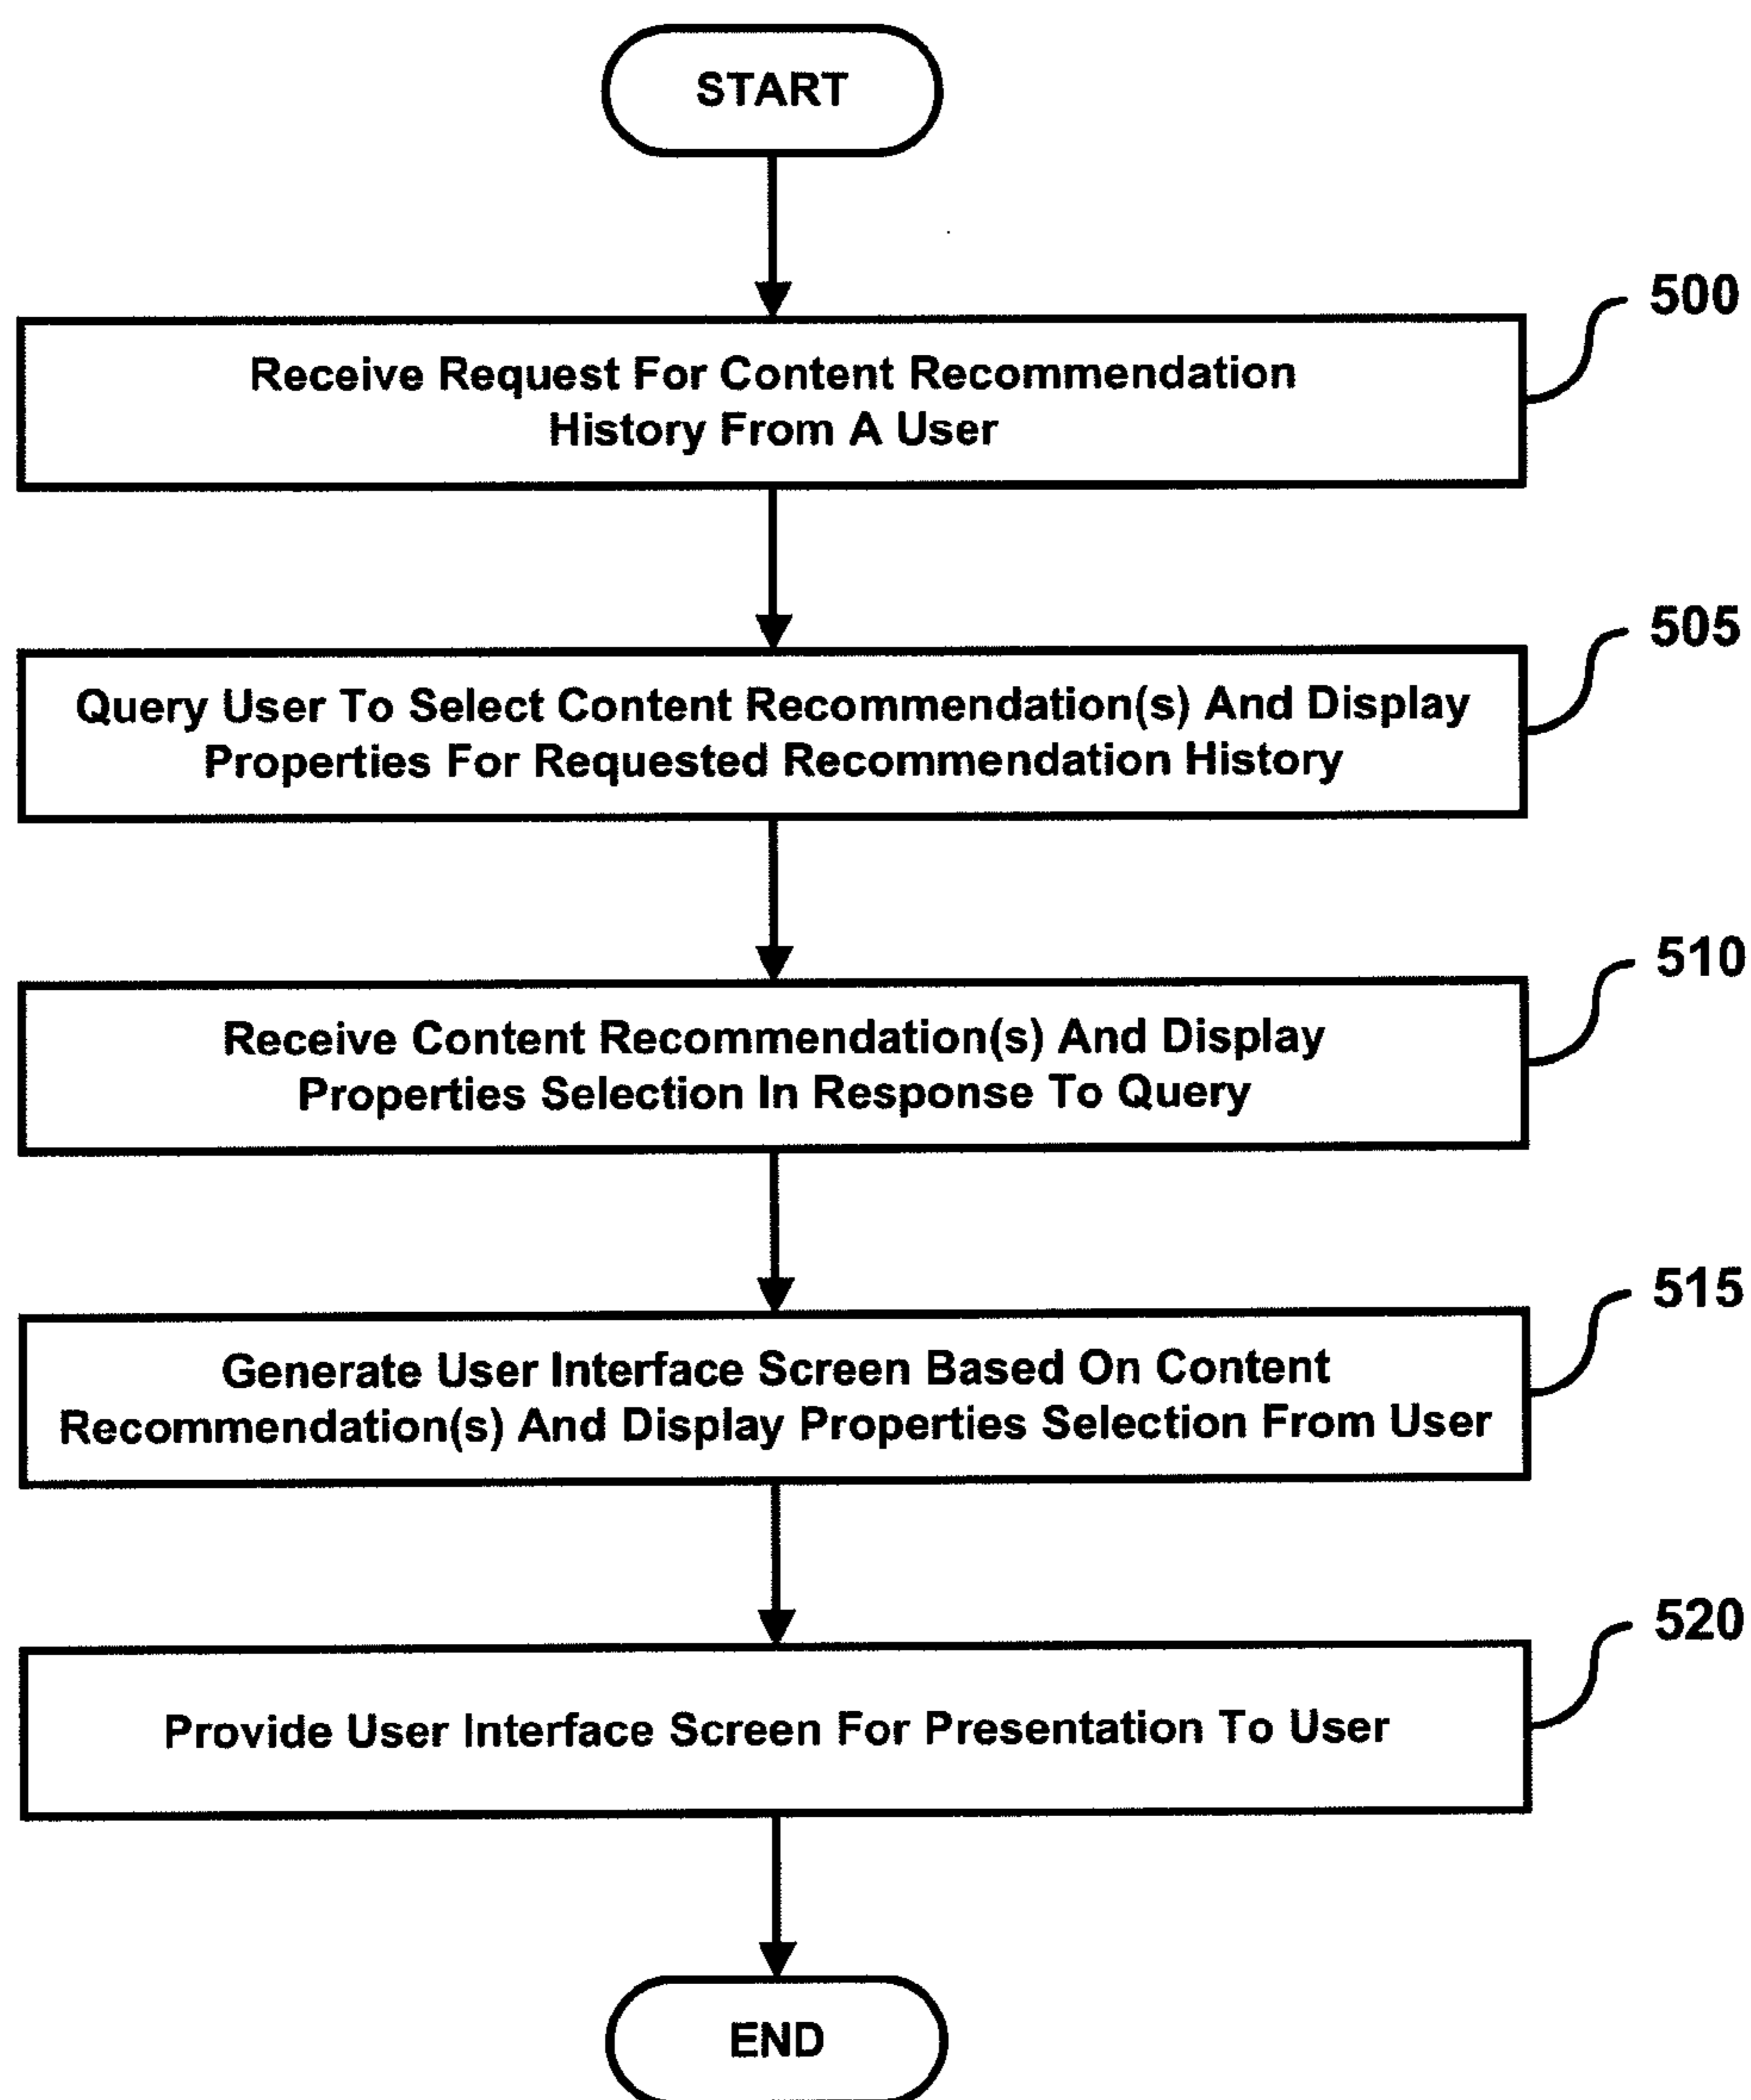 START
500
Receive Request For Content Recommendation
History From A User
505
Query User To Select Content Recommendation(s) And Display
Properties For Requested Recommendation History
510
Receive Content Recommendation(s) And Display
Properties Selection In Response To Query
515
Generate User Interface Screen Based On Content
Recommendation(s) And Display Properties Selection From User
520
Provide User Interface Screen For Presentation To User
END